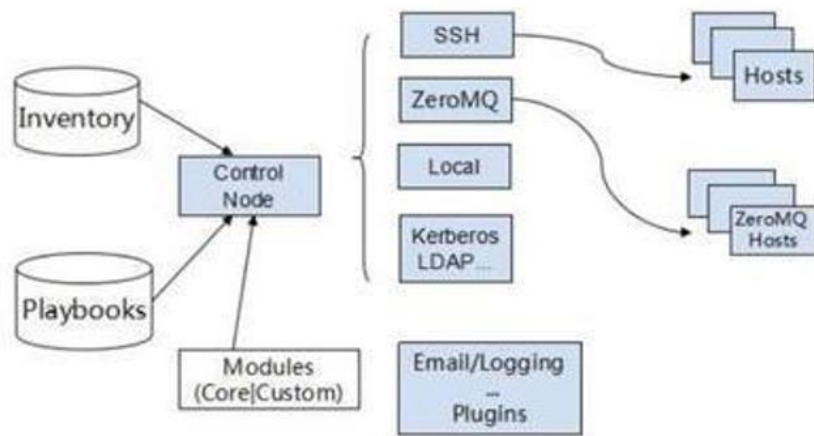 SSH
Hosts
Inventory
ZeroMQ
Control
Node
Local
ZeroMQ
Hosts
Kerberos
LDAP...
Playbooks
Modules
(Core|Custom)
Email/Logging
...
Plugins